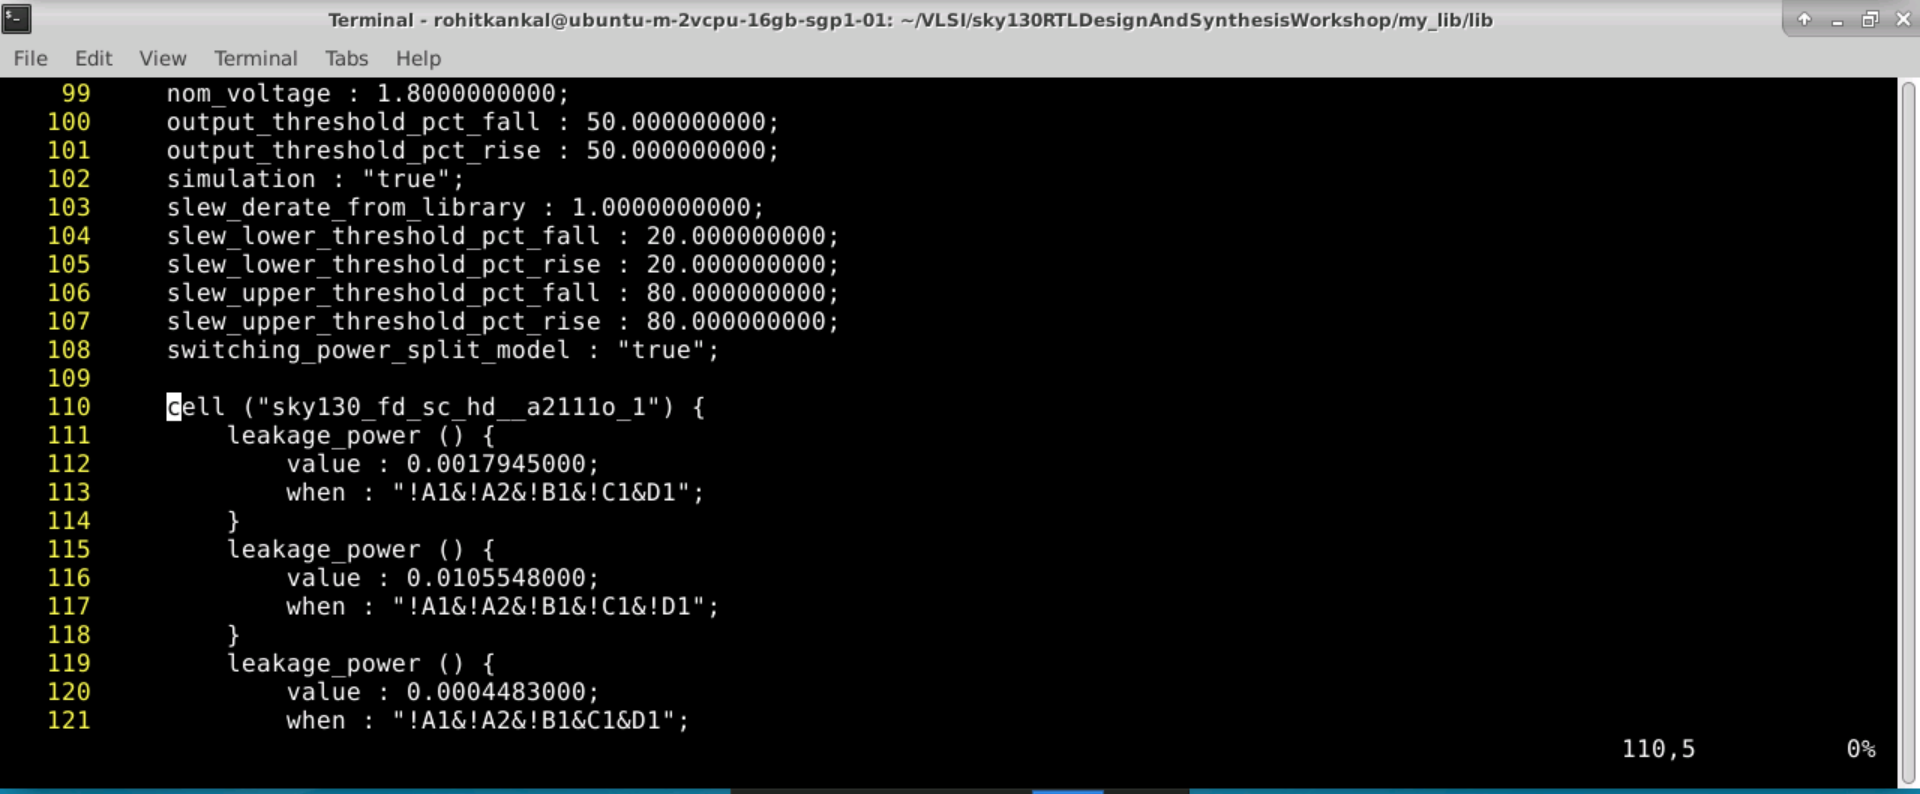 Terminal - rohitkankal@ubuntu-m-2vcpu-16gb-sgp1-01: ~/VLSI/sky130RTLDesignAndSynthesisWorkshop/my_lib/lib
File Edit View Terminal Tabs Help
99 nom_voltage : 1.8000000000;
100 output_threshold_pct_fall : 50.000000000;
101 output_threshold_pct_rise : 50.000000000;
102 simulation : "true";
103 slew_derate_from_library : 1.0000000000;
104 slew_lower_threshold_pct_fall : 20.000000000;
105 slew_lower_threshold_pct_rise : 20.000000000;
106 slew_upper_threshold_pct_fall : 80.000000000;
107 slew_upper_threshold_pct_rise : 80.000000000;
108 switching_power_split_model : "true";
109
110 cell ("sky130_fd_sc_hd__a2111o_1") {
111 leakage_power () {
112 value : 0.0017945000;
113 when : "!A1&!A2&!B1&!C1&D1";
114 }
115 leakage_power () {
116 value : 0.0105548000;
117 when : "!A1&!A2&!B1&!C1&!D1";
118 }
119 leakage_power () {
120 value : 0.0004483000;
121 when : "!A1&!A2&!B1&C1&D1";
110,5 0%